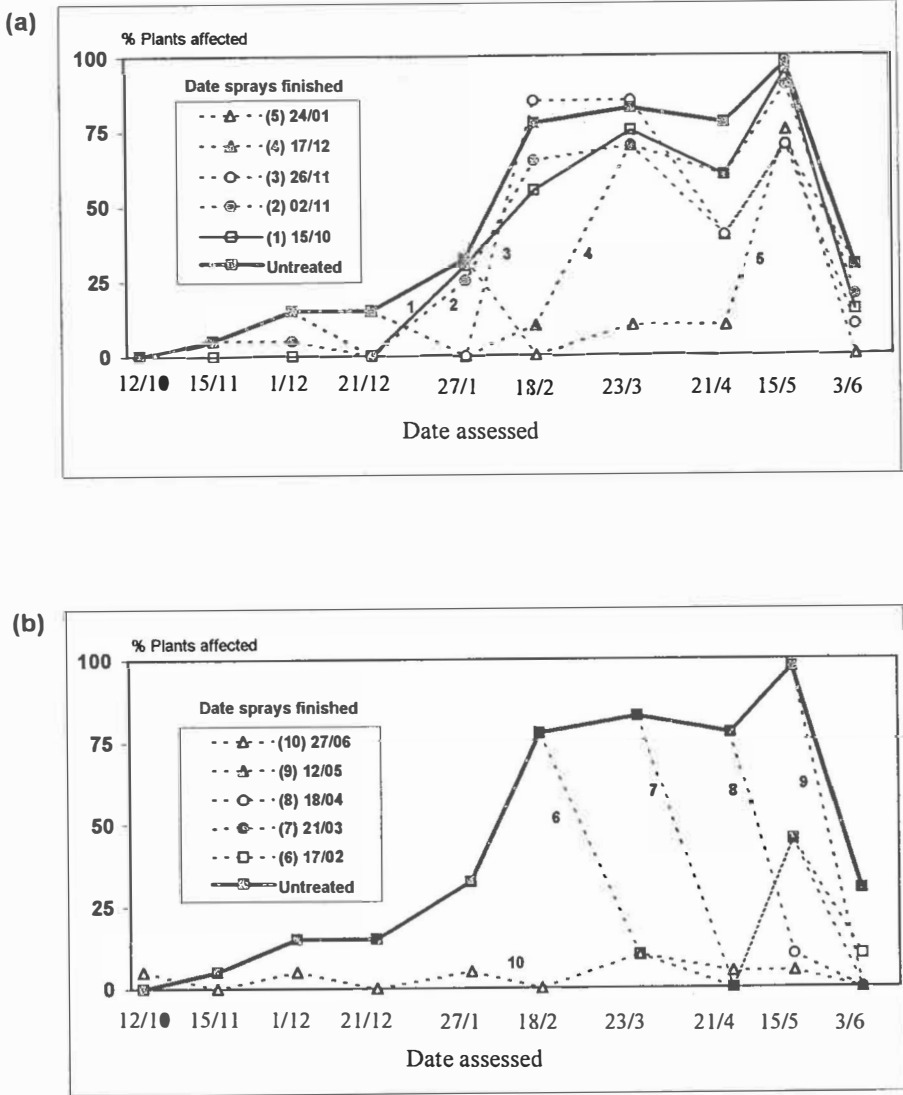 (a)
% Plants affected
100
75
50
25
0
Date sprays finished
(5) 24/01
(4) 17/12
(3) 26/11
(2) 02/11
(1) 15/10
Untreated
1
2
3
4
5
12/10 15/11 1/12 21/12 27/1 18/2 23/3 21/4 15/5 3/6
Date assessed
(b)
% Plants affected
100
75
50
25
0
Date sprays finished
(10) 27/06
(9) 12/05
(8) 18/04
(7) 21/03
(6) 17/02
Untreated
6
7
8
9
10
12/10 15/11 1/12 21/12 27/1 18/2 23/3 21/4 15/5 3/6
Date assessed